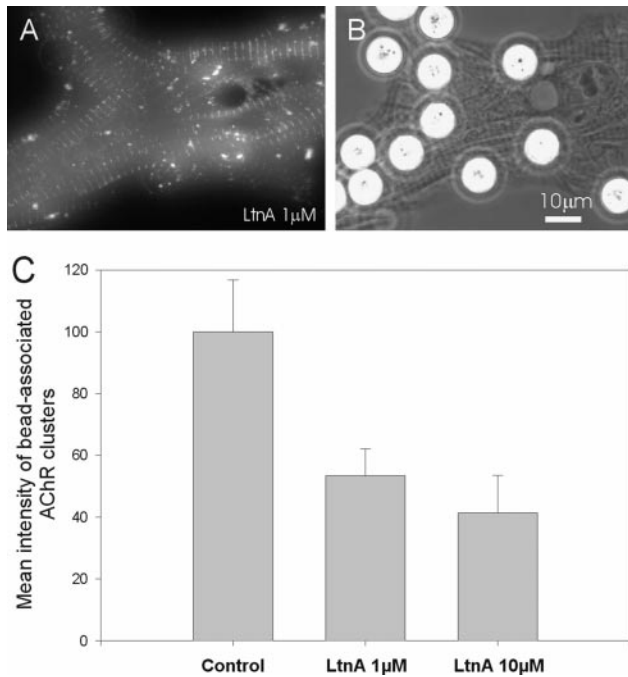 A
LtnA 1µM
B
10µm
C
Mean intensity of bead-associated
AChR clusters
120
100
80
60
40
20
0
Control
LtnA 1µM
LtnA 10µM